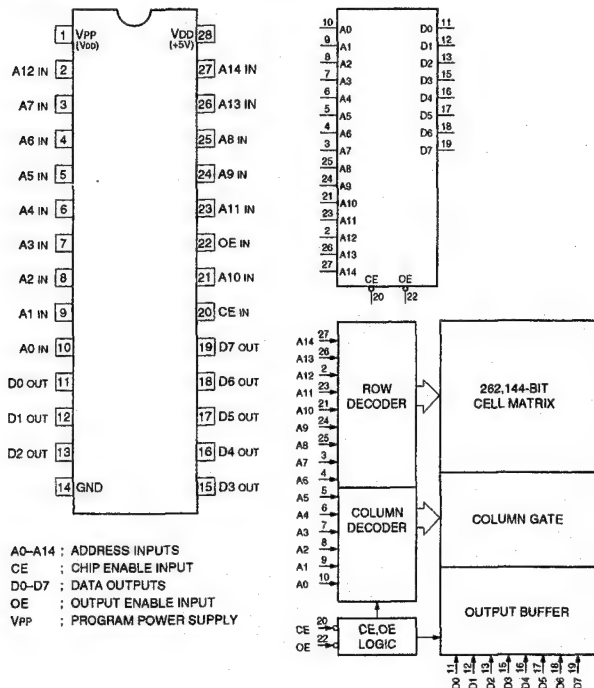 1 VPP (VDD) VDD (+5V) 28
A12 IN 2 27 A14 IN
A7 IN 3 26 A13 IN
A6 IN 4 25 A8 IN
A5 IN 5 24 A9 IN
A4 IN 6 23 A11 IN
A3 IN 7 22 OE IN
A2 IN 8 21 A10 IN
A1 IN 9 20 CE IN
A0 IN 10 19 D7 OUT
D0 OUT 11 18 D6 OUT
D1 OUT 12 17 D5 OUT
D2 OUT 13 16 D4 OUT
14 GND 15 D3 OUT
A0–A14 ; ADDRESS INPUTS
CE ; CHIP ENABLE INPUT
D0–D7 ; DATA OUTPUTS
OE ; OUTPUT ENABLE INPUT
VPP ; PROGRAM POWER SUPPLY
10 A0 D0 11
9 A1 D1 12
8 A2 D2 13
7 A3 D3 15
6 A4 D4 16
5 A5 D5 17
4 A6 D6 18
3 A7 D7 19
25 A8
24 A9
21 A10
23 A11
2 A12
26 A13
27 A14
CE OE
20 22
A14 27
A13 26
A12 2
A11 23
A10 21
A9 24
A8 25
A7 3
A6 4
A5 5
A4 6
A3 7
A2 8
A1 9
A0 10
ROW
DECODER
COLUMN
DECODER
262,144-BIT
CELL MATRIX
COLUMN GATE
OUTPUT BUFFER
CE 20
OE 22
CE,OE
LOGIC
11 12 13 15 16 17 18 19
D0 D1 D2 D3 D4 D5 D6 D7